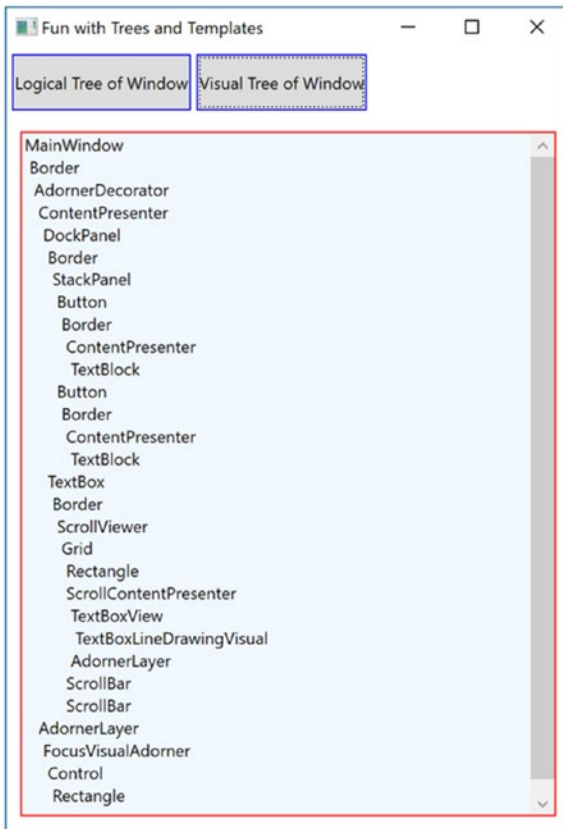 Fun with Trees and Templates
Logical Tree of Window Visual Tree of Window
MainWindow
Border
AdornerDecorator
ContentPresenter
DockPanel
Border
StackPanel
Button
Border
ContentPresenter
TextBlock
Button
Border
ContentPresenter
TextBlock
TextBox
Border
ScrollViewer
Grid
Rectangle
ScrollContentPresenter
TextBoxView
TextBoxLineDrawingVisual
AdornerLayer
ScrollBar
ScrollBar
AdornerLayer
FocusVisualAdorner
Control
Rectangle